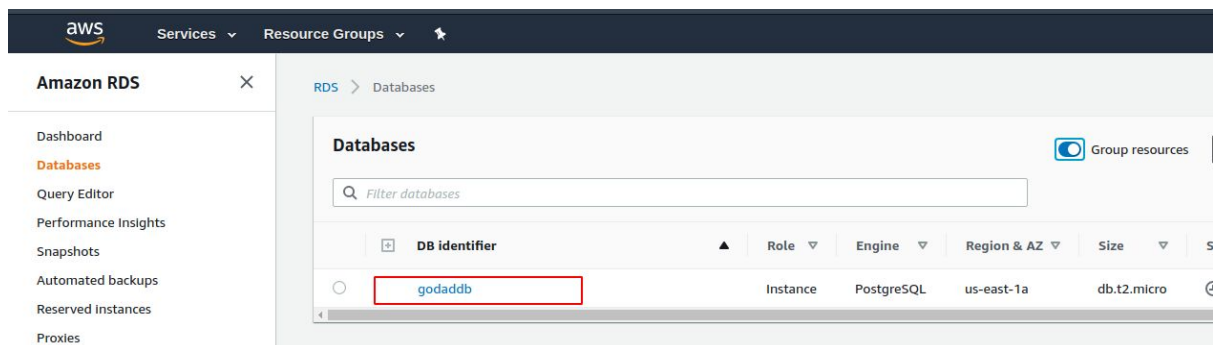 aws Services Resource Groups
Amazon RDS
RDS > Databases
Dashboard
Databases
Query Editor
Performance Insights
Snapshots
Automated backups
Reserved instances
Proxies
Databases
Group resources
Filter databases
DB identifier Role Engine Region & AZ Size
godaddb Instance PostgreSQL us-east-1a db.t2.micro